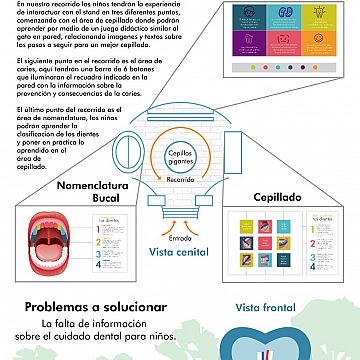 En nuestro recorrido los niños tendrán la experiencia
de interactuar con el stand en tres diferentes puntos,
comenzando con el área de cepillado donde podrán
aprender por medio de un juego didáctico similar al
gato en pared, relacionando imágenes y textos sobre
los pasos a seguir para un mejor cepillado.
El siguiente punto en el recorrido es el área de
caries, aquí tendrán una barra de 6 botones
que iluminaran el recuadro indicado en la
pared con la información sobre la
prevención y consecuencias de la caries.
El último punto del recorrido es el
área de nomenclatura, los niños
podrán aprender la
clasificación de los dientes
y poner en práctica lo
aprendido en el
área de
cepillado.
Cepillos
gigantes
Recorrido
Nomenclatura
Bucal
Cepillado
1
2
3
4
1
2
3
4
Entrada
Vista cenital
Problemas a solucionar
La falta de información
sobre el cuidado dental para niños.
Vista frontal